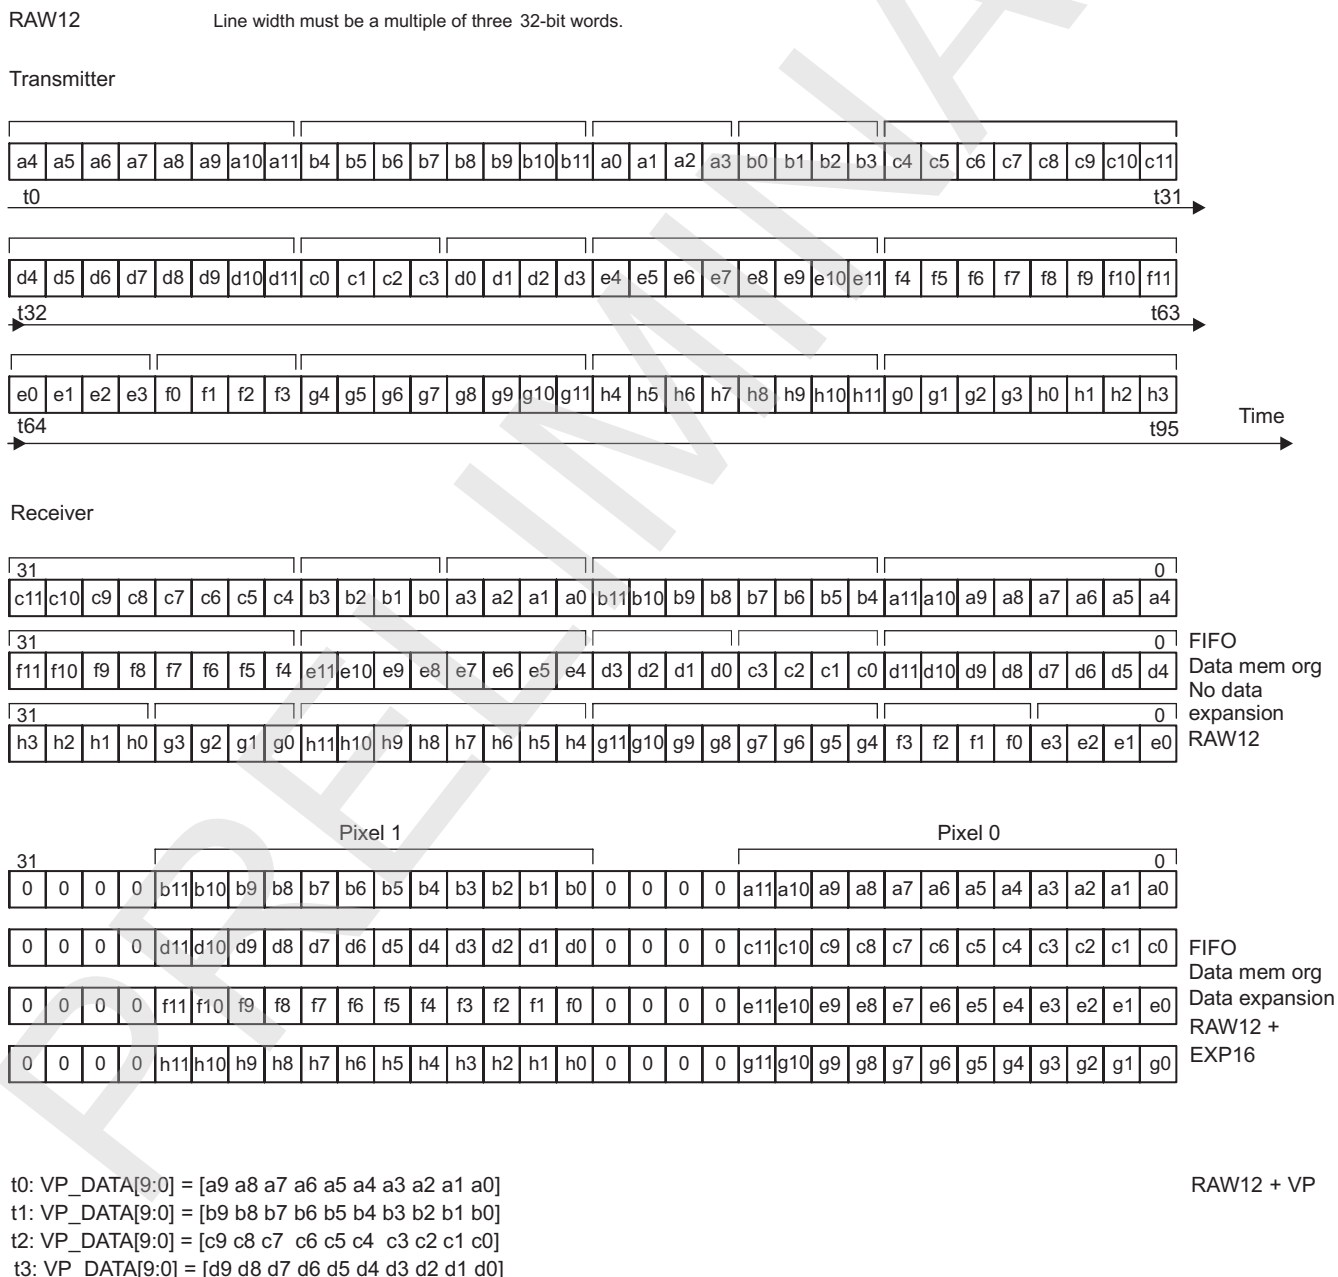 RAW12 Line width must be a multiple of three 32-bit words.
Transmitter
a4 a5 a6 a7 a8 a9 a10 a11 b4 b5 b6 b7 b8 b9 b10 b11 a0 a1 a2 a3 b0 b1 b2 b3 c4 c5 c6 c7 c8 c9 c10 c11
t0 t31
d4 d5 d6 d7 d8 d9 d10 d11 c0 c1 c2 c3 d0 d1 d2 d3 e4 e5 e6 e7 e8 e9 e10 e11 f4 f5 f6 f7 f8 f9 f10 f11
t32 t63
e0 e1 e2 e3 f0 f1 f2 f3 g4 g5 g6 g7 g8 g9 g10 g11 h4 h5 h6 h7 h8 h9 h10 h11 g0 g1 g2 g3 h0 h1 h2 h3
t64 t95 Time
Receiver
31 0
c11 c10 c9 c8 c7 c6 c5 c4 b3 b2 b1 b0 a3 a2 a1 a0 b11 b10 b9 b8 b7 b6 b5 b4 a11 a10 a9 a8 a7 a6 a5 a4
31 0 FIFO
f11 f10 f9 f8 f7 f6 f5 f4 e11 e10 e9 e8 e7 e6 e5 e4 d3 d2 d1 d0 c3 c2 c1 c0 d11 d10 d9 d8 d7 d6 d5 d4 Data mem org
No data
31 0 expansion
h3 h2 h1 h0 g3 g2 g1 g0 h11 h10 h9 h8 h7 h6 h5 h4 g11 g10 g9 g8 g7 g6 g5 g4 f3 f2 f1 f0 e3 e2 e1 e0 RAW12
Pixel 1 Pixel 0
31 0
0 0 0 0 b11 b10 b9 b8 b7 b6 b5 b4 b3 b2 b1 b0 0 0 0 0 a11 a10 a9 a8 a7 a6 a5 a4 a3 a2 a1 a0
0 0 0 0 d11 d10 d9 d8 d7 d6 d5 d4 d3 d2 d1 d0 0 0 0 0 c11 c10 c9 c8 c7 c6 c5 c4 c3 c2 c1 c0 FIFO
Data mem org
0 0 0 0 f11 f10 f9 f8 f7 f6 f5 f4 f3 f2 f1 f0 0 0 0 0 e11 e10 e9 e8 e7 e6 e5 e4 e3 e2 e1 e0 Data expansion
RAW12 +
0 0 0 0 h11 h10 h9 h8 h7 h6 h5 h4 h3 h2 h1 h0 0 0 0 0 g11 g10 g9 g8 g7 g6 g5 g4 g3 g2 g1 g0 EXP16
t0: VP_DATA[9:0] = [a9 a8 a7 a6 a5 a4 a3 a2 a1 a0] RAW12 + VP
t1: VP_DATA[9:0] = [b9 b8 b7 b6 b5 b4 b3 b2 b1 b0]
t2: VP_DATA[9:0] = [c9 c8 c7 c6 c5 c4 c3 c2 c1 c0]
t3: VP_DATA[9:0] = [d9 d8 d7 d6 d5 d4 d3 d2 d1 d0]
PRELIMINA